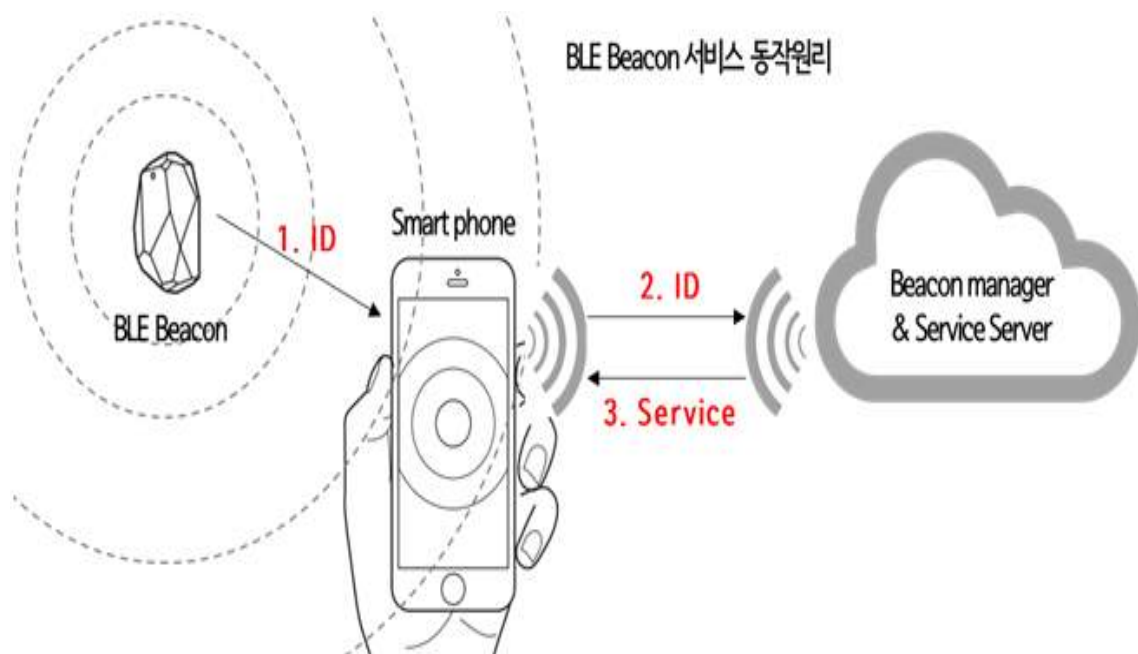 BLE Beacon 서비스 동작원리
Smart phone
1. ID
BLE Beacon
2. ID
3. Service
Beacon manager
& Service Server